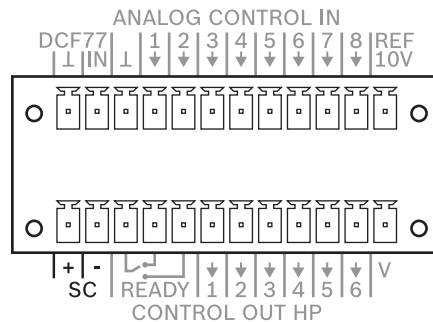 ANALOG CONTROL IN
DCF77 1 2 3 4 5 6 7 8 REF
⊥ IN ⊥ 10V
+ - 1 2 3 4 5 6 V
SC READY
CONTROL OUT HP